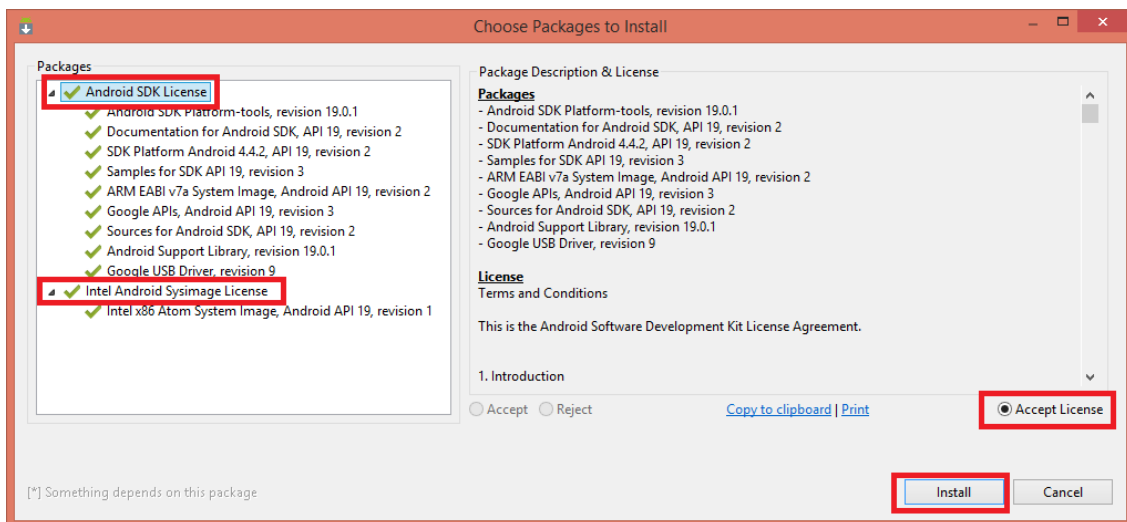 Choose Packages to Install
Packages
Android SDK License
Android SDK Platform-tools, revision 19.0.1
Documentation for Android SDK, API 19, revision 2
SDK Platform Android 4.4.2, API 19, revision 2
Samples for SDK API 19, revision 3
ARM EABI v7a System Image, Android API 19, revision 2
Google APIs, Android API 19, revision 3
Sources for Android SDK, API 19, revision 2
Android Support Library, revision 19.0.1
Google USB Driver, revision 9
Intel Android Sysimage License
Intel x86 Atom System Image, Android API 19, revision 1
Package Description & License
Packages
- Android SDK Platform-tools, revision 19.0.1
- Documentation for Android SDK, API 19, revision 2
- SDK Platform Android 4.4.2, API 19, revision 2
- Samples for SDK API 19, revision 3
- ARM EABI v7a System Image, Android API 19, revision 2
- Google APIs, Android API 19, revision 3
- Sources for Android SDK, API 19, revision 2
- Android Support Library, revision 19.0.1
- Google USB Driver, revision 9
License
Terms and Conditions
This is the Android Software Development Kit License Agreement.
1. Introduction
Accept Reject Copy to clipboard | Print Accept License
[*] Something depends on this package
Install Cancel